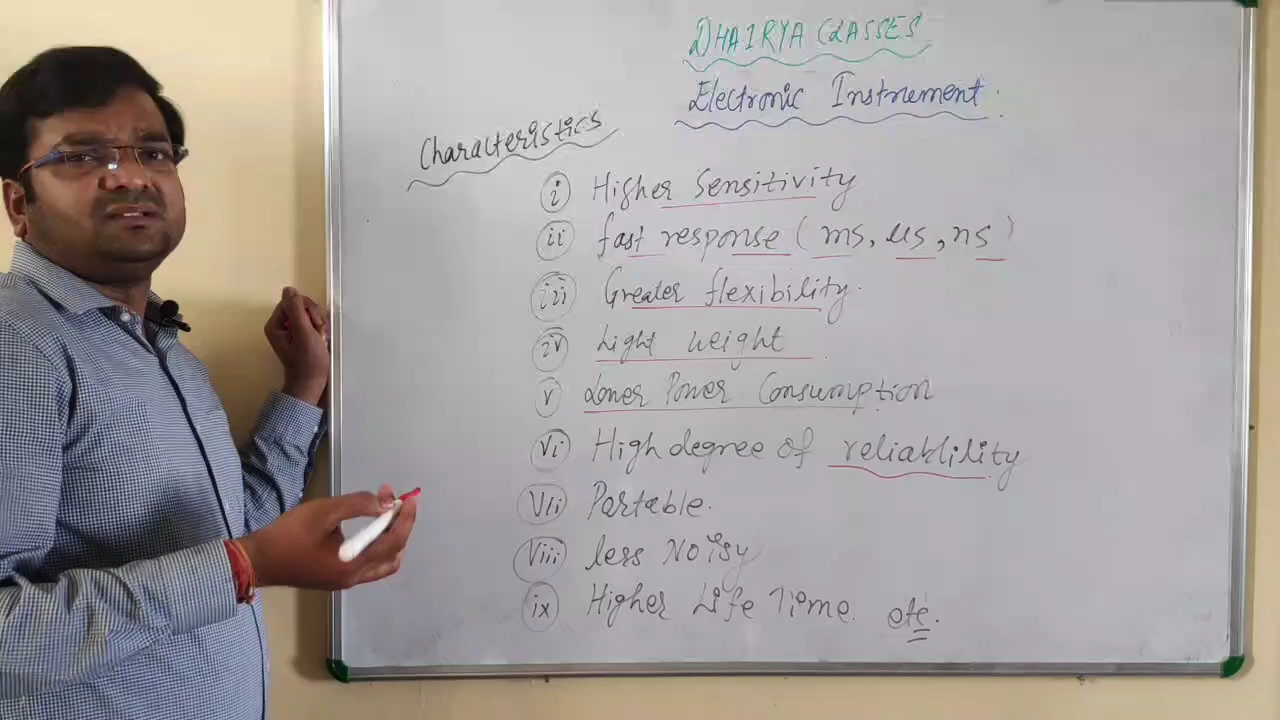 DHAIRYA CLASSES
Electronic Instrument.
Characteristics
i Higher Sensitivity
ii fast response (ms, us, ns)
iii Greater flexibility.
iv Light weight
v Lower Power Consumption
vi High degree of reliablility
vii Portable.
viii less Noisy
ix Higher Life Time. etc.